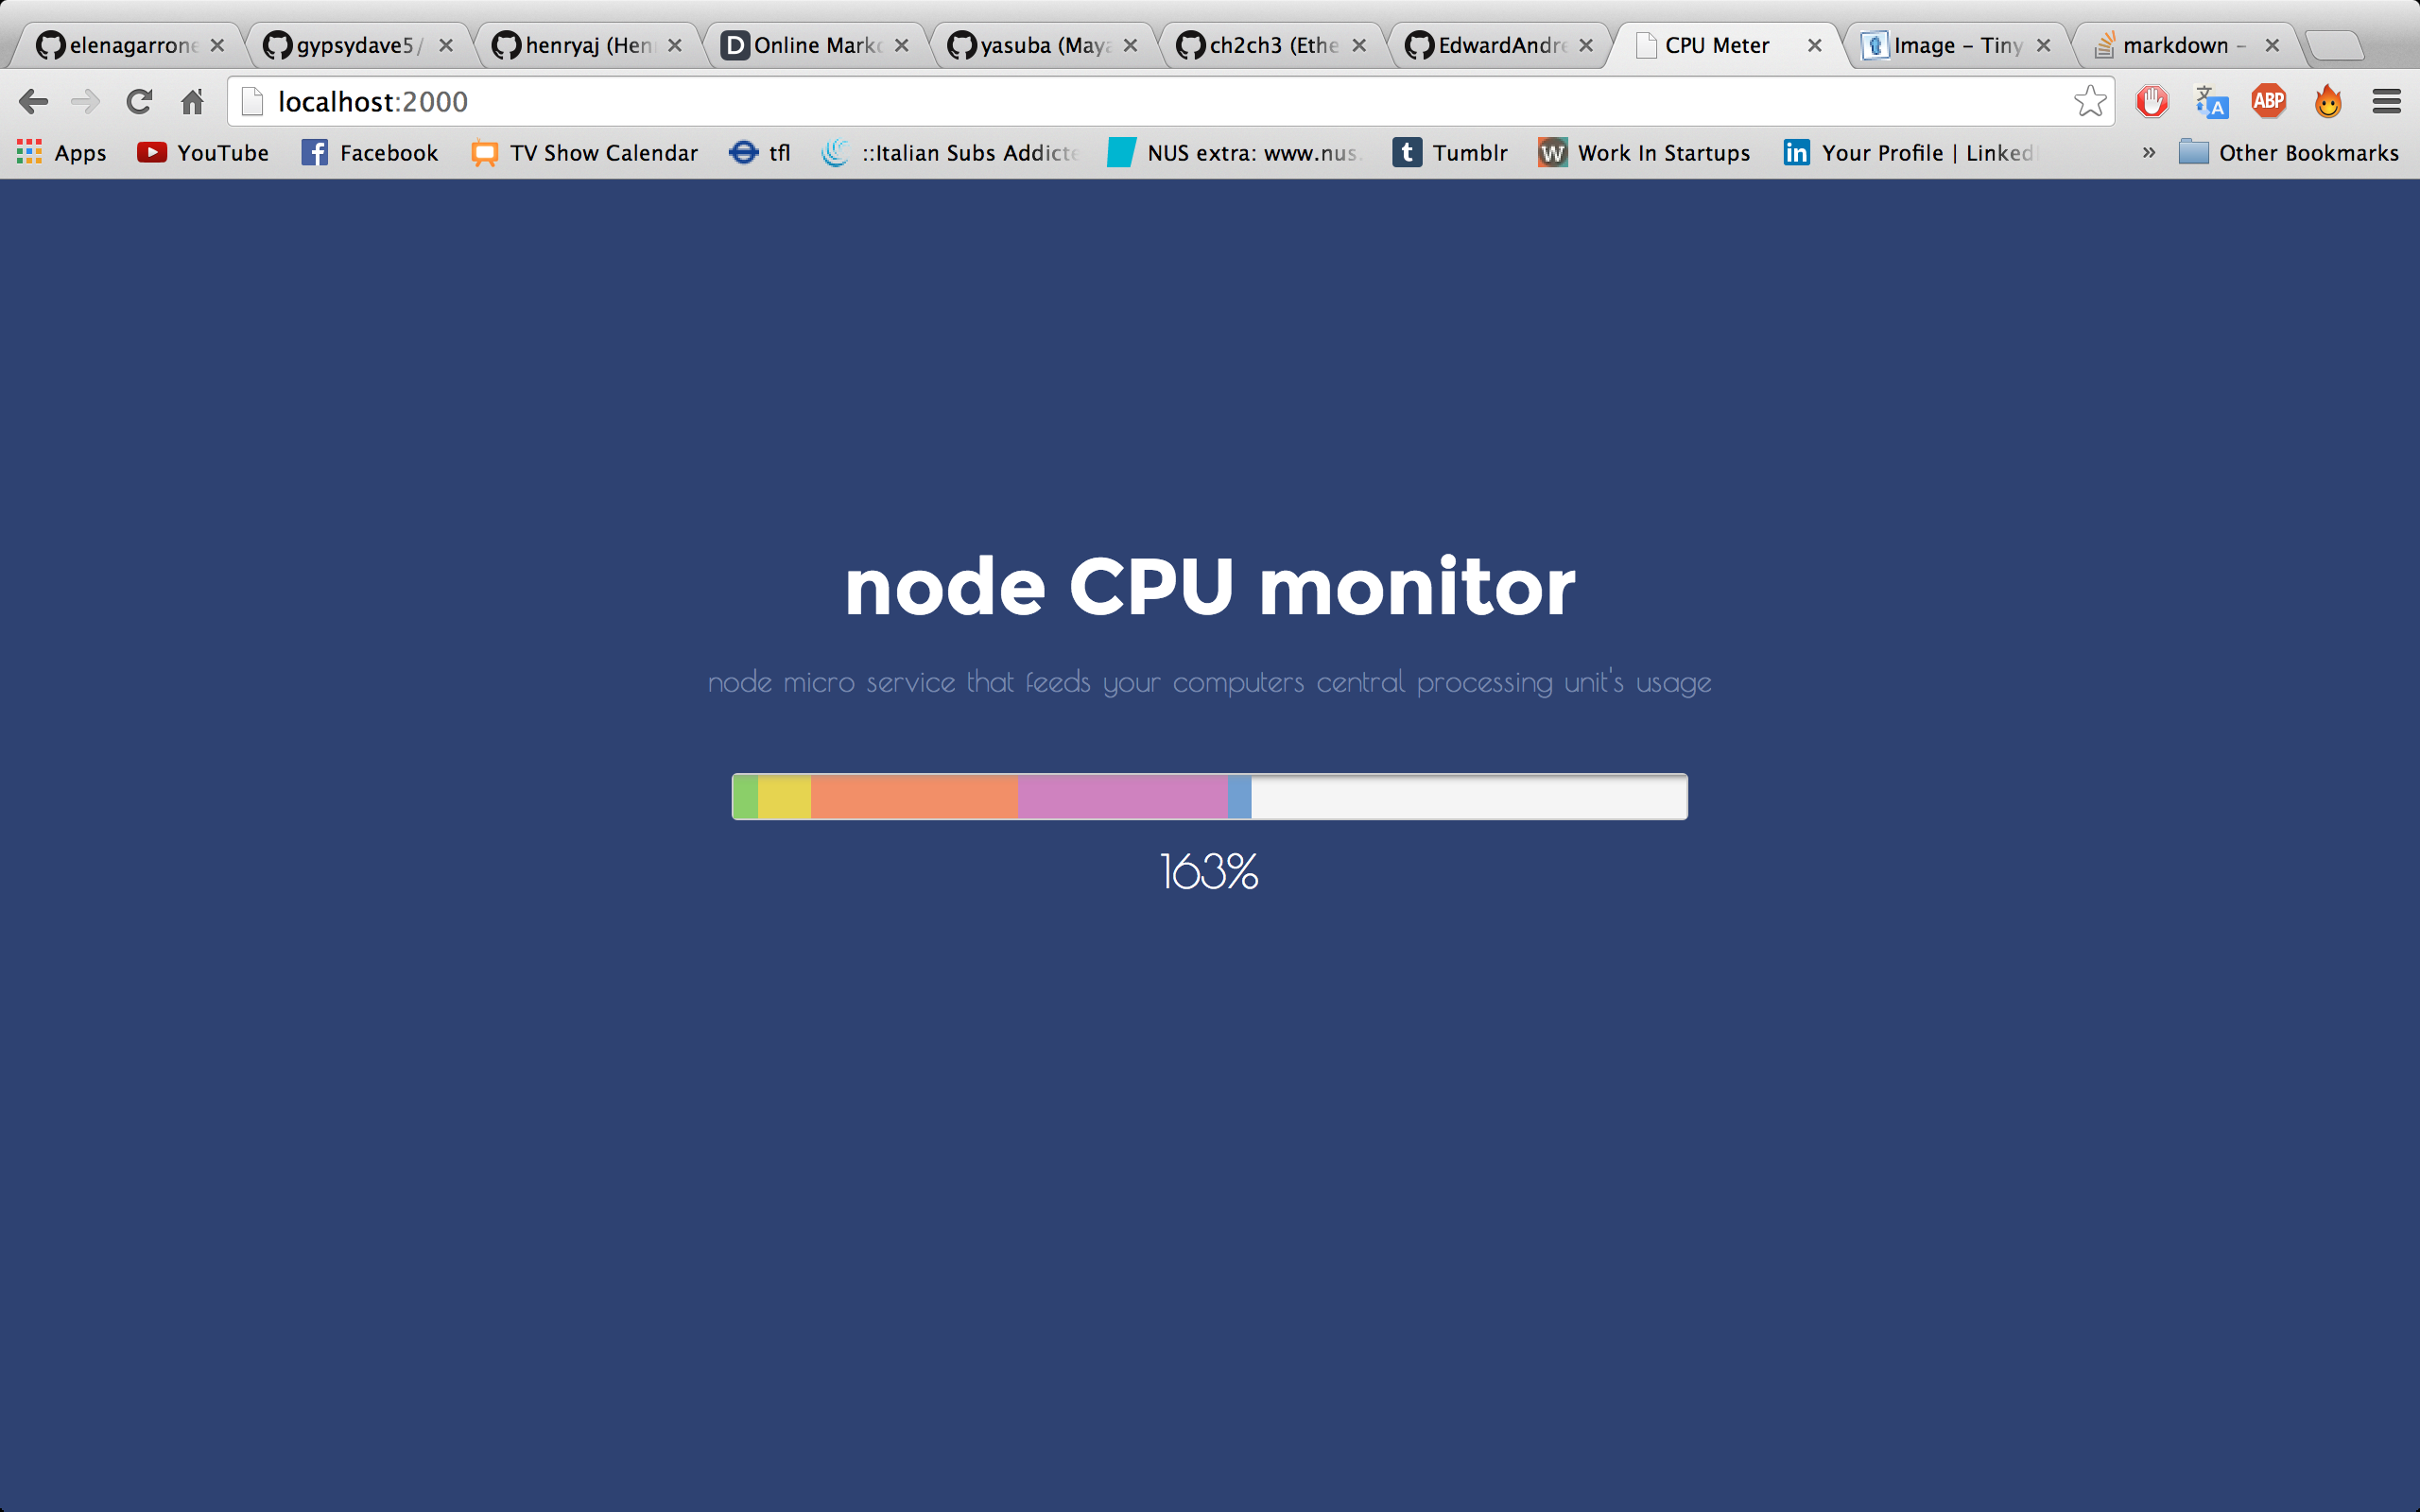 elenagarrone gypsydave5/ henryaj (Hen Online Mark yasuba (Maya ch2ch3 (Ethe EdwardAndre CPU Meter Image – Tiny markdown –
localhost:2000 ABP
Apps YouTube Facebook TV Show Calendar tfl ::Italian Subs Addicte NUS extra: www.nus. Tumblr Work In Startups Your Profile | Linked » Other Bookmarks
node CPU monitor
node micro service that feeds your computers central processing unit's usage
163%